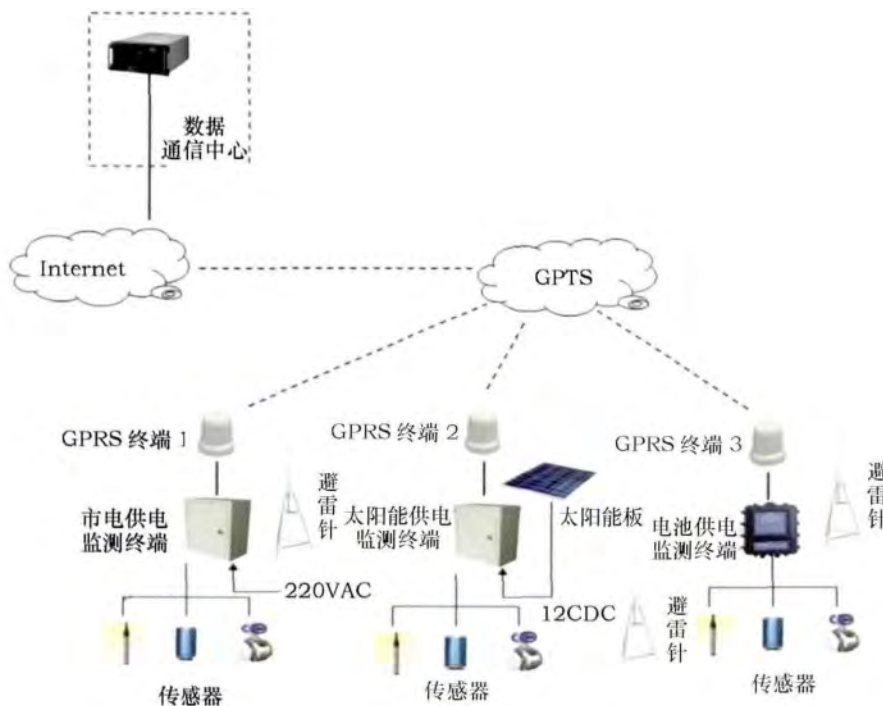 数据
通信中心
Internet
GPTS
GPRS 终端 1
GPRS 终端 2
GPRS 终端 3
市电供电
监测终端
避雷针
太阳能供电
监测终端
太阳能板
电池供电
监测终端
避雷针
220VAC
12CDC
避雷针
传感器
传感器
传感器